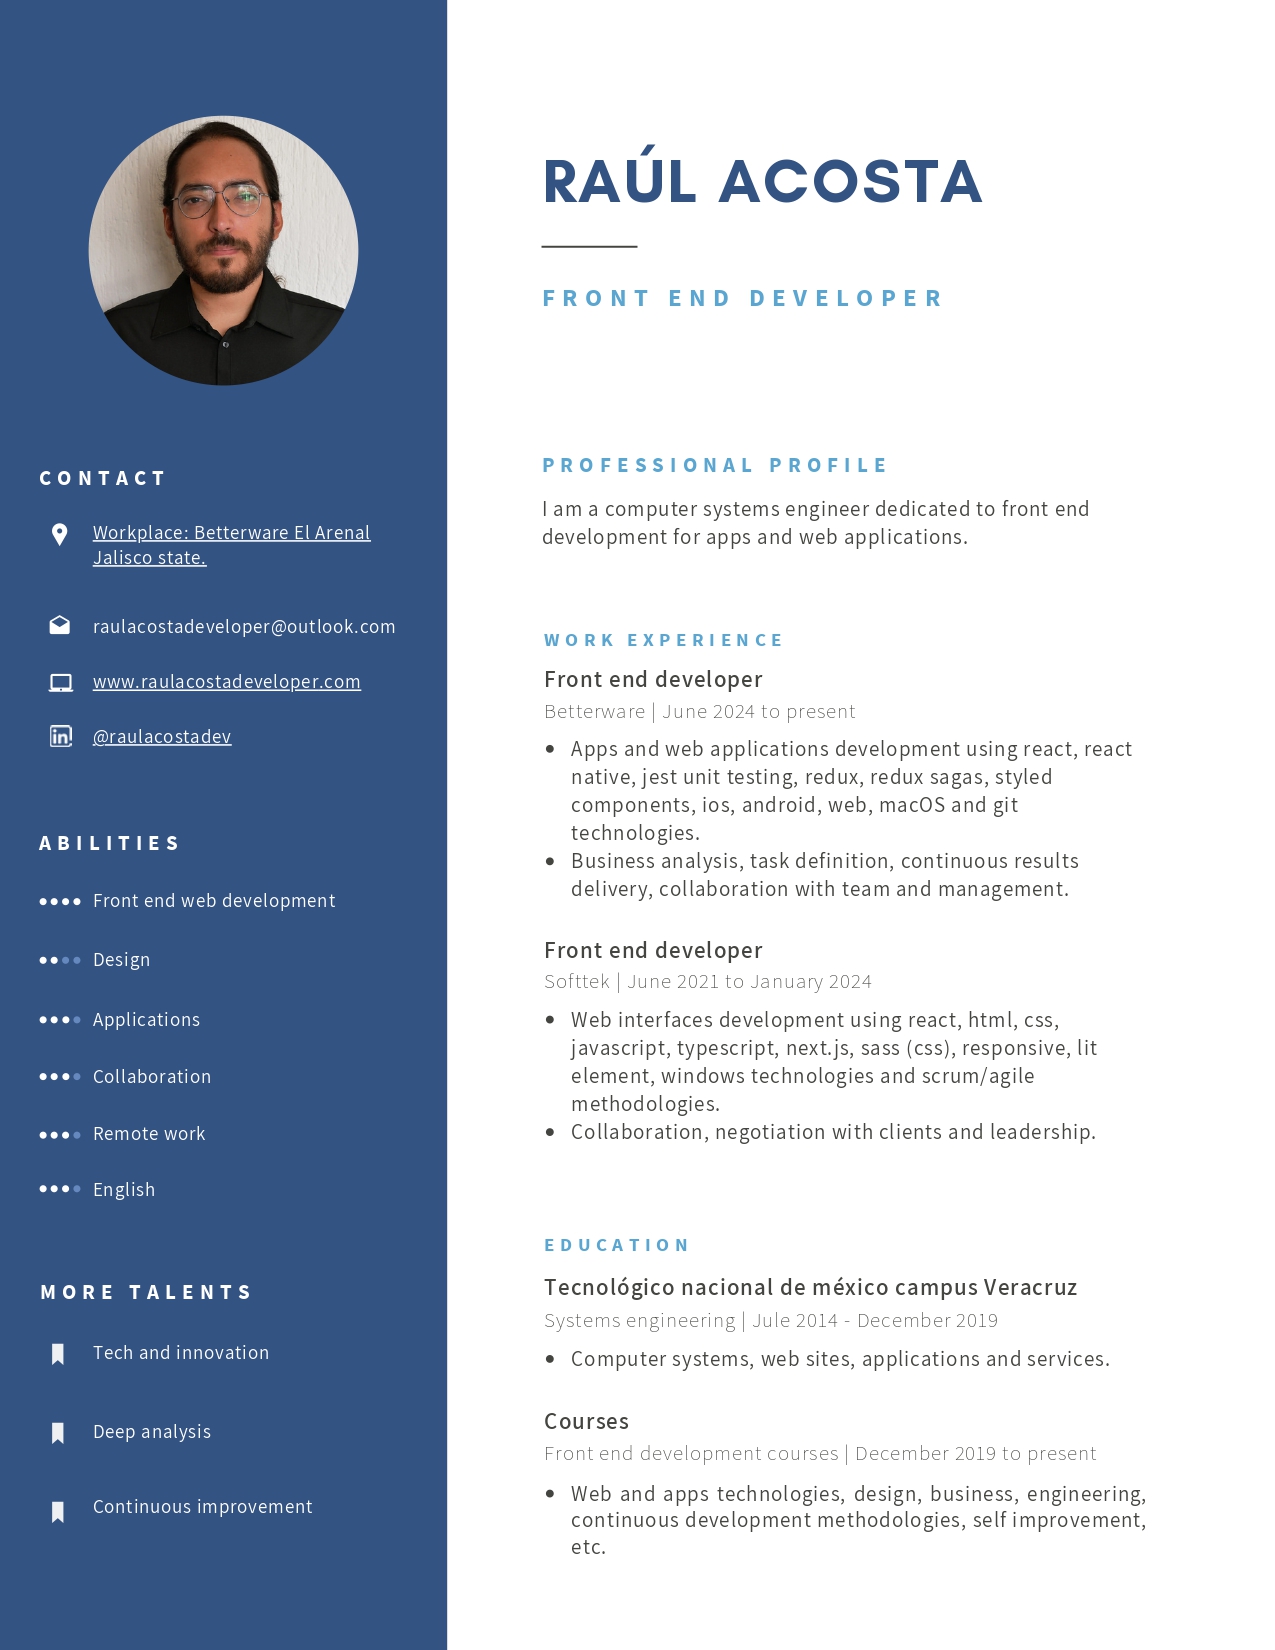 RAÚL ACOSTA
FRONT END DEVELOPER
CONTACT
Workplace: Betterware El Arenal
Jalisco state.
raulacostadeveloper@outlook.com
www.raulacostadeveloper.com
@raulacostadev
ABILITIES
Front end web development
Design
Applications
Collaboration
Remote work
English
MORE TALENTS
Tech and innovation
Deep analysis
Continuous improvement
PROFESSIONAL PROFILE
I am a computer systems engineer dedicated to front end
development for apps and web applications.
WORK EXPERIENCE
Front end developer
Betterware | June 2024 to present
• Apps and web applications development using react, react
native, jest unit testing, redux, redux sagas, styled
components, ios, android, web, macOS and git
technologies.
• Business analysis, task definition, continuous results
delivery, collaboration with team and management.
Front end developer
Softtek | June 2021 to January 2024
• Web interfaces development using react, html, css,
javascript, typescript, next.js, sass (css), responsive, lit
element, windows technologies and scrum/agile
methodologies.
• Collaboration, negotiation with clients and leadership.
EDUCATION
Tecnológico nacional de méxico campus Veracruz
Systems engineering | Jule 2014 - December 2019
• Computer systems, web sites, applications and services.
Courses
Front end development courses | December 2019 to present
• Web and apps technologies, design, business, engineering,
continuous development methodologies, self improvement,
etc.